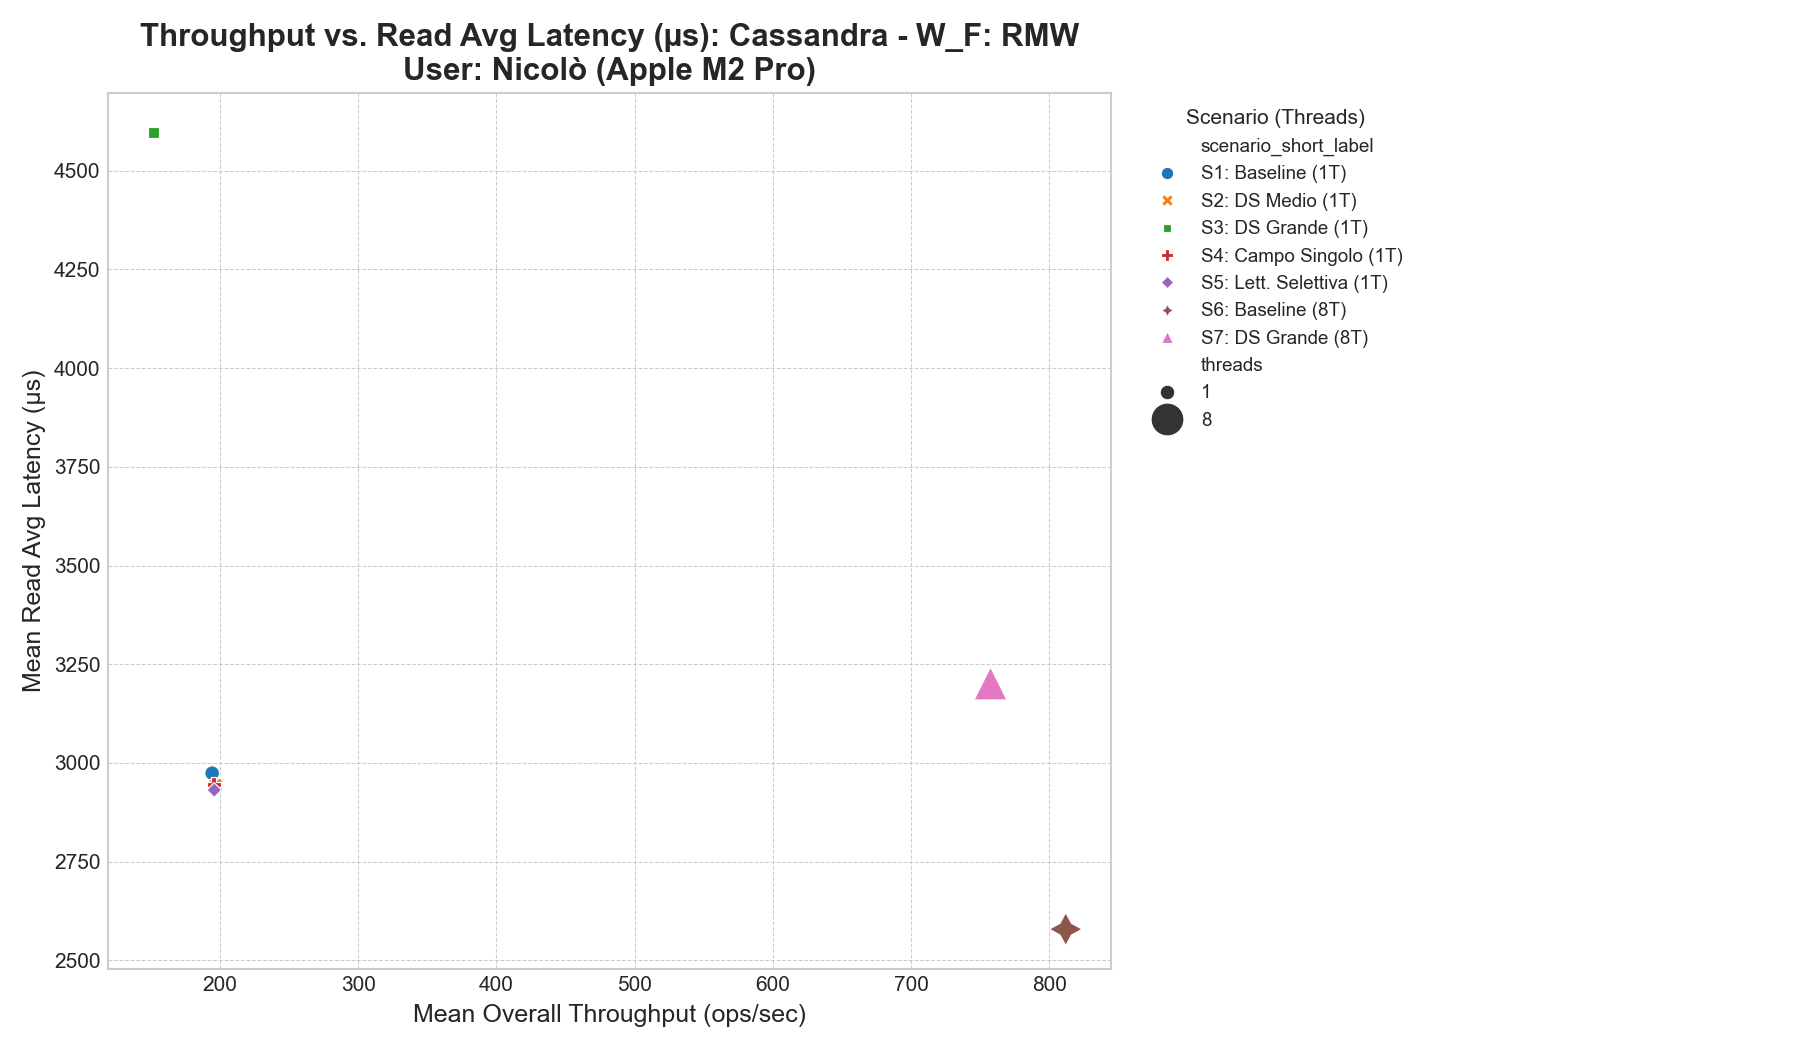 Throughput vs. Read Avg Latency (µs): Cassandra - W_F: RMW
User: Nicolò (Apple M2 Pro)
Mean Read Avg Latency (µs)
4500
4250
4000
3750
3500
3250
3000
2750
2500
200 300 400 500 600 700 800
Mean Overall Throughput (ops/sec)
Scenario (Threads)
scenario_short_label
S1: Baseline (1T)
S2: DS Medio (1T)
S3: DS Grande (1T)
S4: Campo Singolo (1T)
S5: Lett. Selettiva (1T)
S6: Baseline (8T)
S7: DS Grande (8T)
threads
1
8